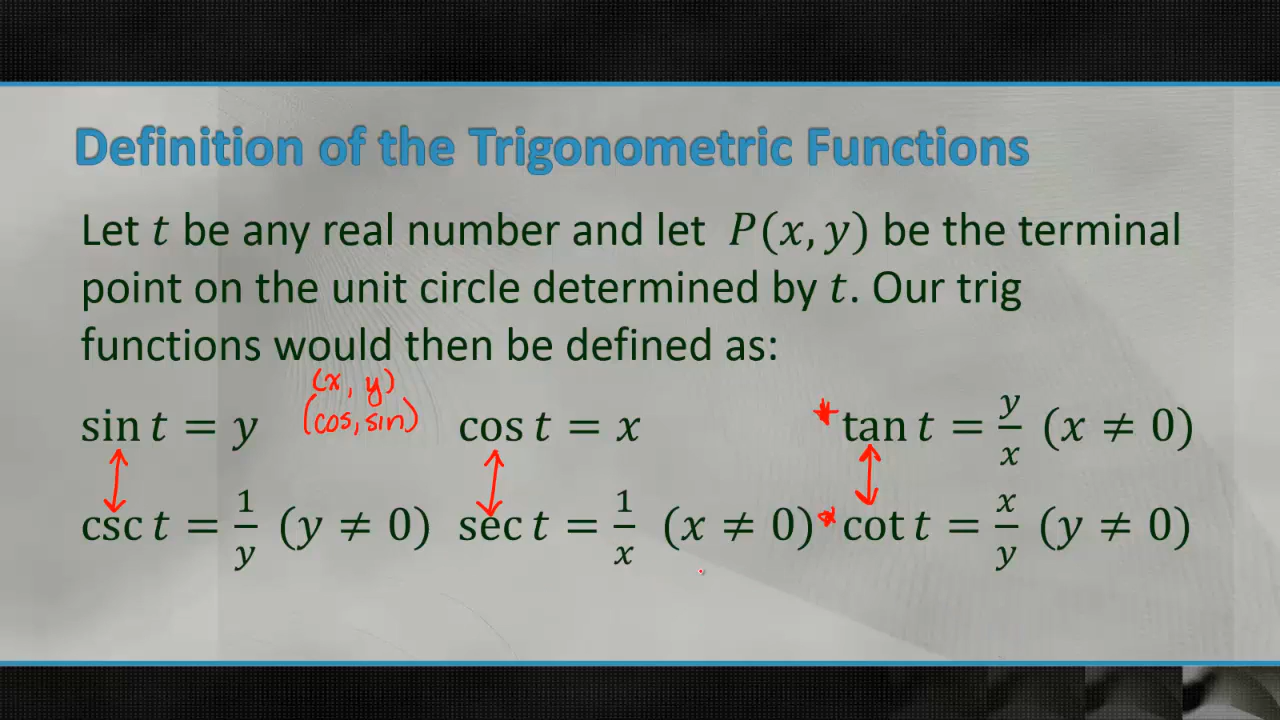 Definition of the Trigonometric Functions
Let t be any real number and let P(x, y) be the terminal
point on the unit circle determined by t. Our trig
functions would then be defined as:
(x, y)
(cos, sin)
sin t = y cos t = x * tan t = y/x (x ≠ 0)
csc t = 1/y (y ≠ 0) sec t = 1/x (x ≠ 0) * cot t = x/y (y ≠ 0)